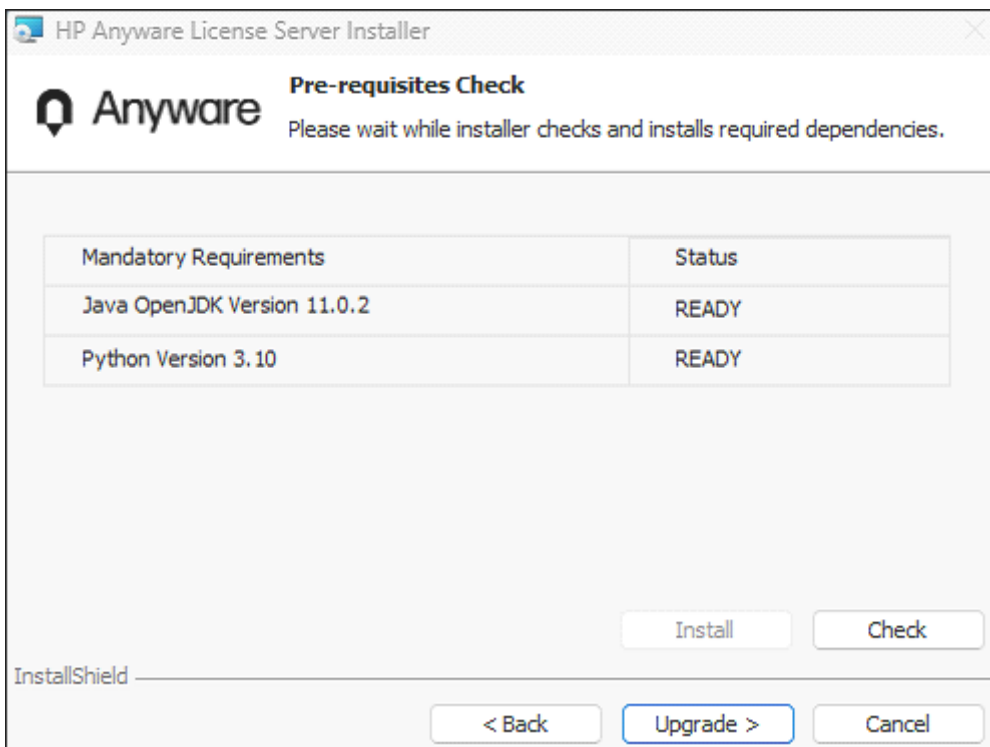 HP Anyware License Server Installer
Anyware
Pre-requisites Check
Please wait while installer checks and installs required dependencies.
Mandatory Requirements Status
Java OpenJDK Version 11.0.2 READY
Python Version 3.10 READY
Install Check
InstallShield
< Back Upgrade > Cancel